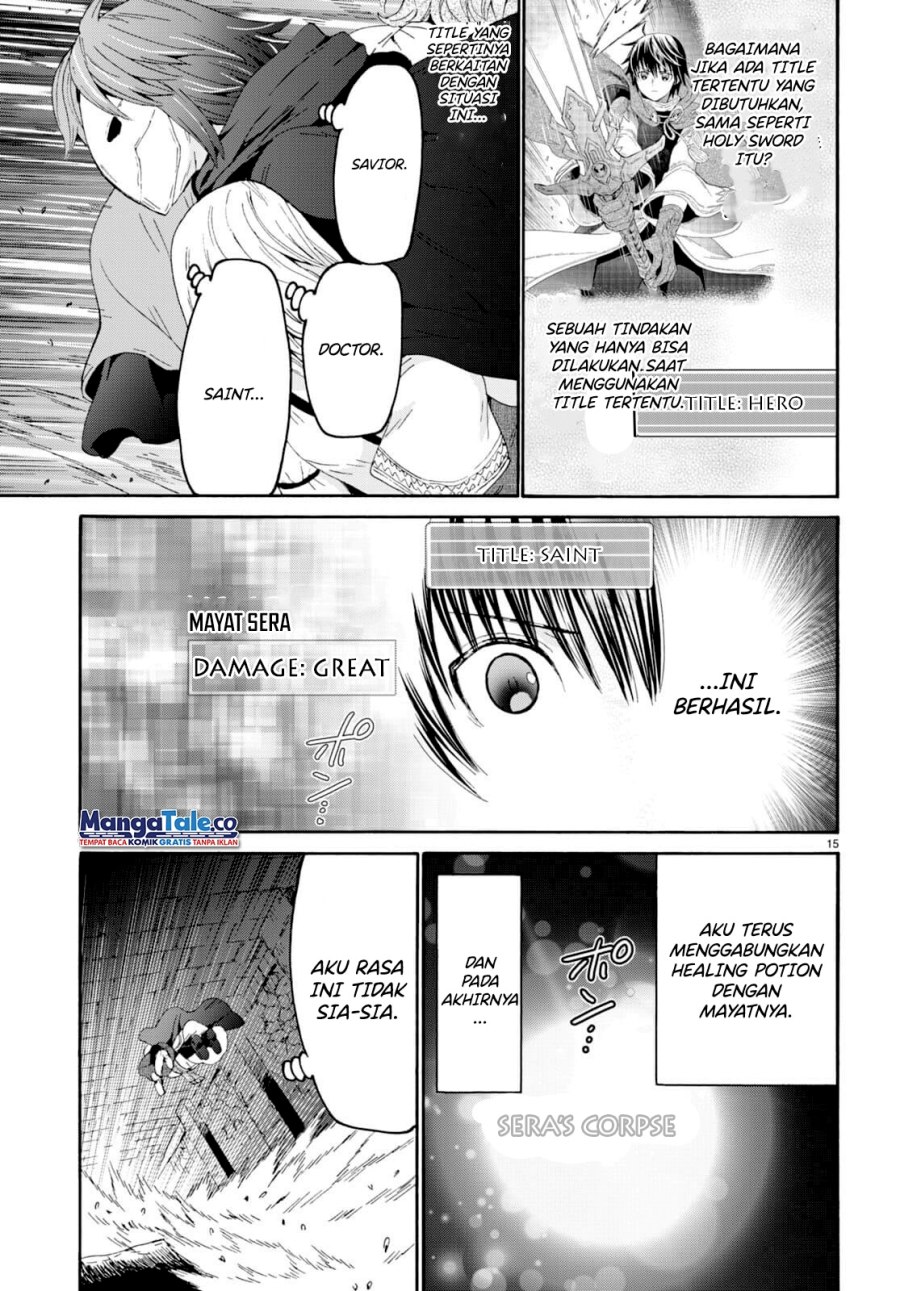 BAGAIMANA
JIKA ADA TITLE
TERTENTU YANG
DIBUTUHKAN,
SAMA SEPERTI
HOLY SWORD
ITU?
SEBUAH TINDAKAN
YANG HANYA BISA
DILAKUKAN SAAT
MENGGUNAKAN
TITLE TERTENTU.
TITLE: HERO
TITLE YANG
SEPERTINYA
BERKAITAN
DENGAN
SITUASI
INI...
SAVIOR.
DOCTOR.
SAINT...
TITLE: SAINT
...INI
BERHASIL.
MAYAT SERA
DAMAGE: GREAT
ポ
MangaTale.co
TEMPAT BACA KOMIK GRATIS TANPA IKLAN
15
AKU TERUS
MENGGABUNGKAN
HEALING POTION
DENGAN
MAYATNYA.
ポ
DAN
PADA
AKHIRNYA
...
SERA'S CORPSE
AKU RASA
INI TIDAK
SIA-SIA.